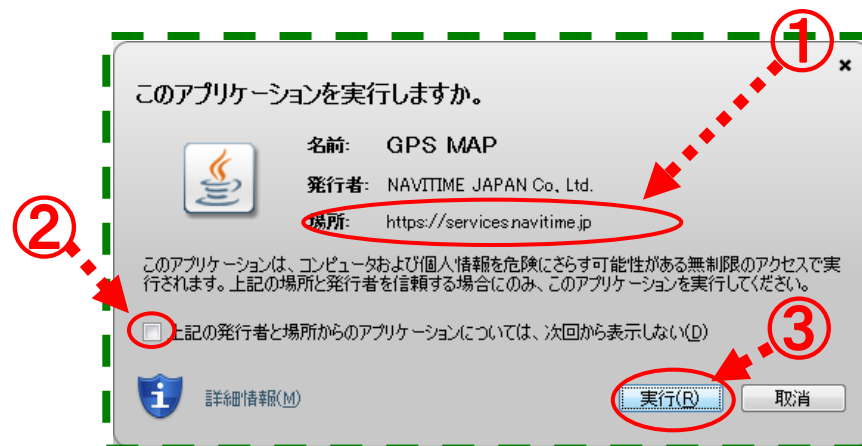 ①
×
このアプリケーションを実行しますか。
名前: GPS MAP
発行者: NAVITIME JAPAN Co, Ltd.
場所: https://services.navitime.jp
②
このアプリケーションは、コンピュータおよび個人情報を危険にさらす可能性がある無制限のアクセスで実
行されます。上記の場所と発行者を信頼する場合にのみ、このアプリケーションを実行してください。
上記の発行者と場所からのアプリケーションについては、次回から表示しない(D)
③
詳細情報(M)
実行(R)
取消